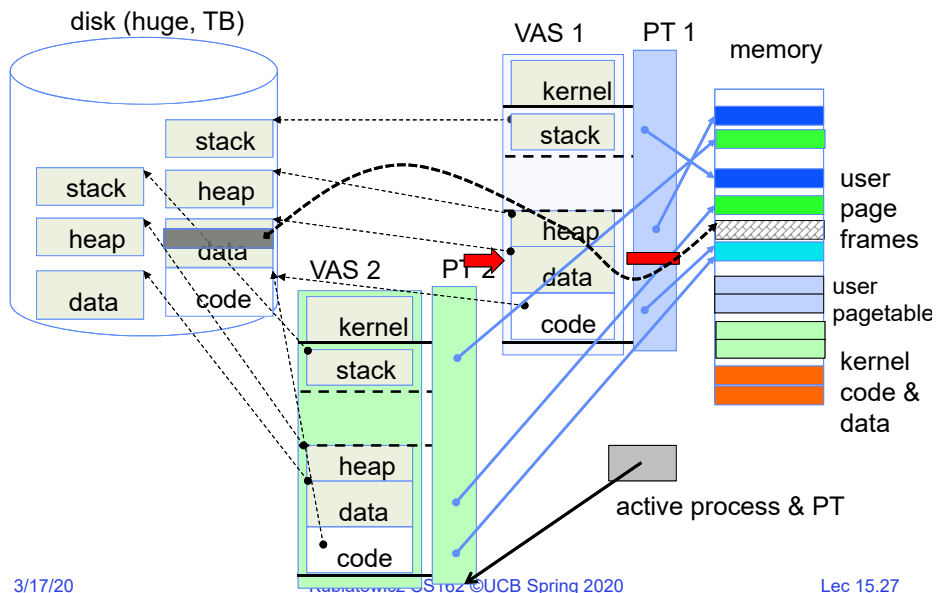 disk (huge, TB)
VAS 1
PT 1
memory
kernel
stack
stack
stack
heap
heap
data
heap
data
data
code
code
VAS 2
PT 2
kernel
stack
heap
data
code
user
page
frames
user
pagetable
kernel
code &
data
active process & PT
3/17/20
Kubiatowicz CS162 ©UCB Spring 2020
Lec 15.27